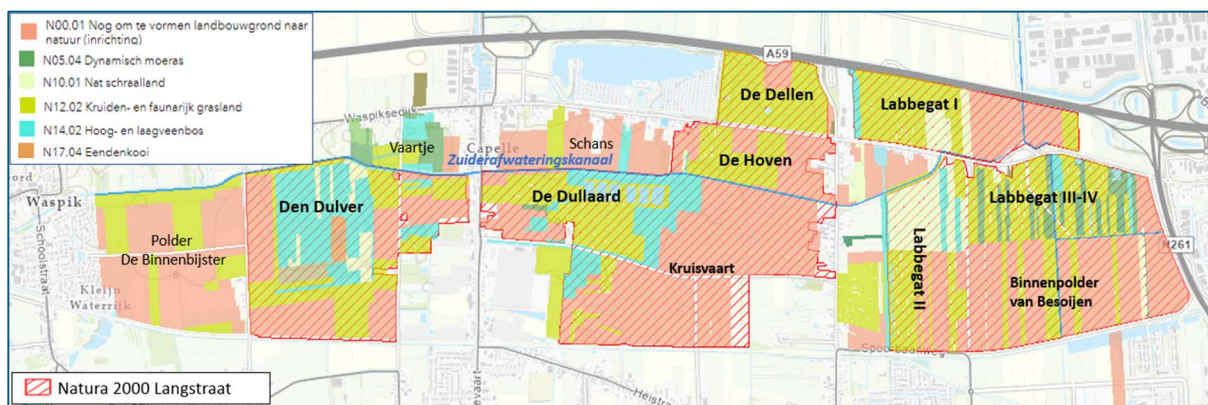 N00.01 Nog om te vormen landbouwgrond naar
natuur (inrichting)
N05.04 Dynamisch moeras
N10.01 Nat schraalland
N12.02 Kruiden- en faunarijk grasland
N14.02 Hoog- en laagveenbos
N17.04 Eendenkooi
A59
De Dellen
Labbegat I
Waspiksedijk
Vaartje
Capelle
Schans
Zuiderafwateringskanaal
De Hoven
Waspik
Den Dulver
De Dullaard
Labbegat III-IV
Polder
De Binnenbijster
Schoolstraat
Labbegat II
N261
Kruisvaart
Kleijn
Waterrijk
Binnenpolder
van Besoijen
Spoorbaanweg
Natura 2000 Langstraat